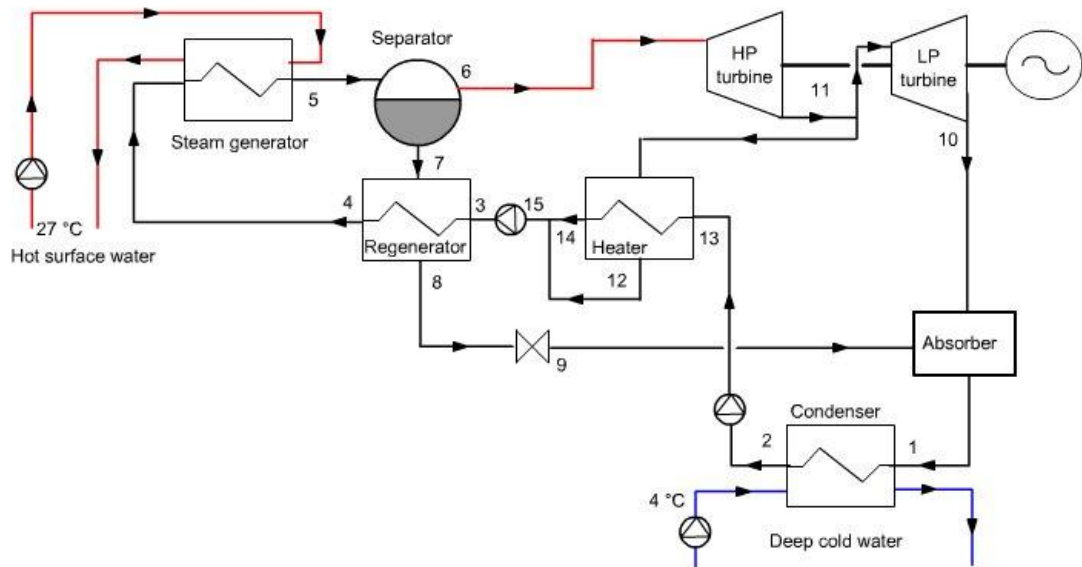 Separator
HP
turbine
LP
turbine
6
5
11
Steam generator
10
7
4
3
15
14
13
27 °C
Regenerator
Heater
Hot surface water
8
12
Absorber
9
Condenser
2
1
4 °C
Deep cold water